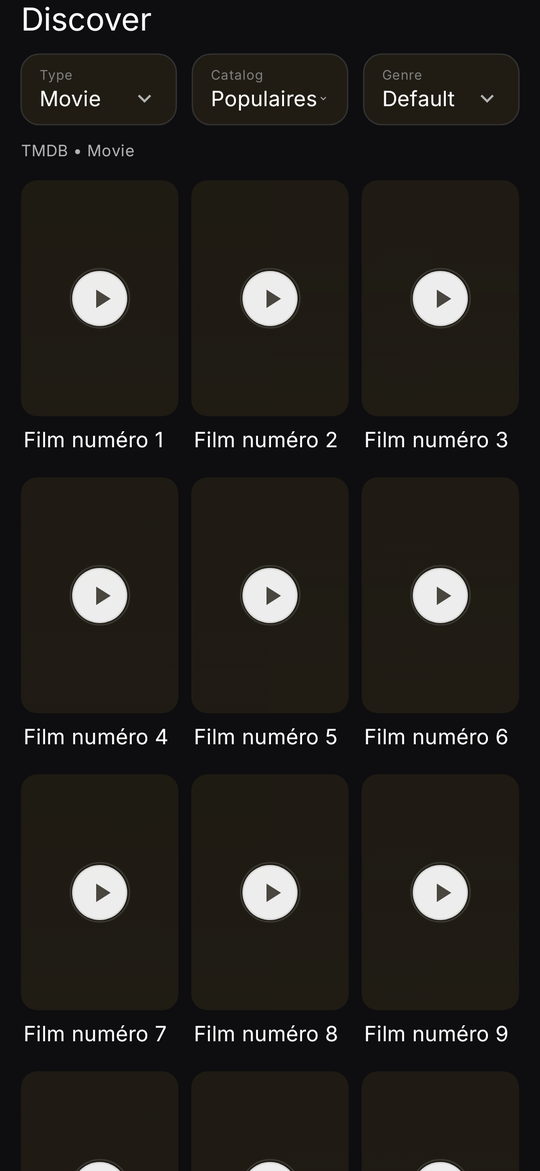 Discover
Type
Movie
Catalog
Populaires
Genre
Default
TMDB • Movie
Film numéro 1
Film numéro 2
Film numéro 3
Film numéro 4
Film numéro 5
Film numéro 6
Film numéro 7
Film numéro 8
Film numéro 9